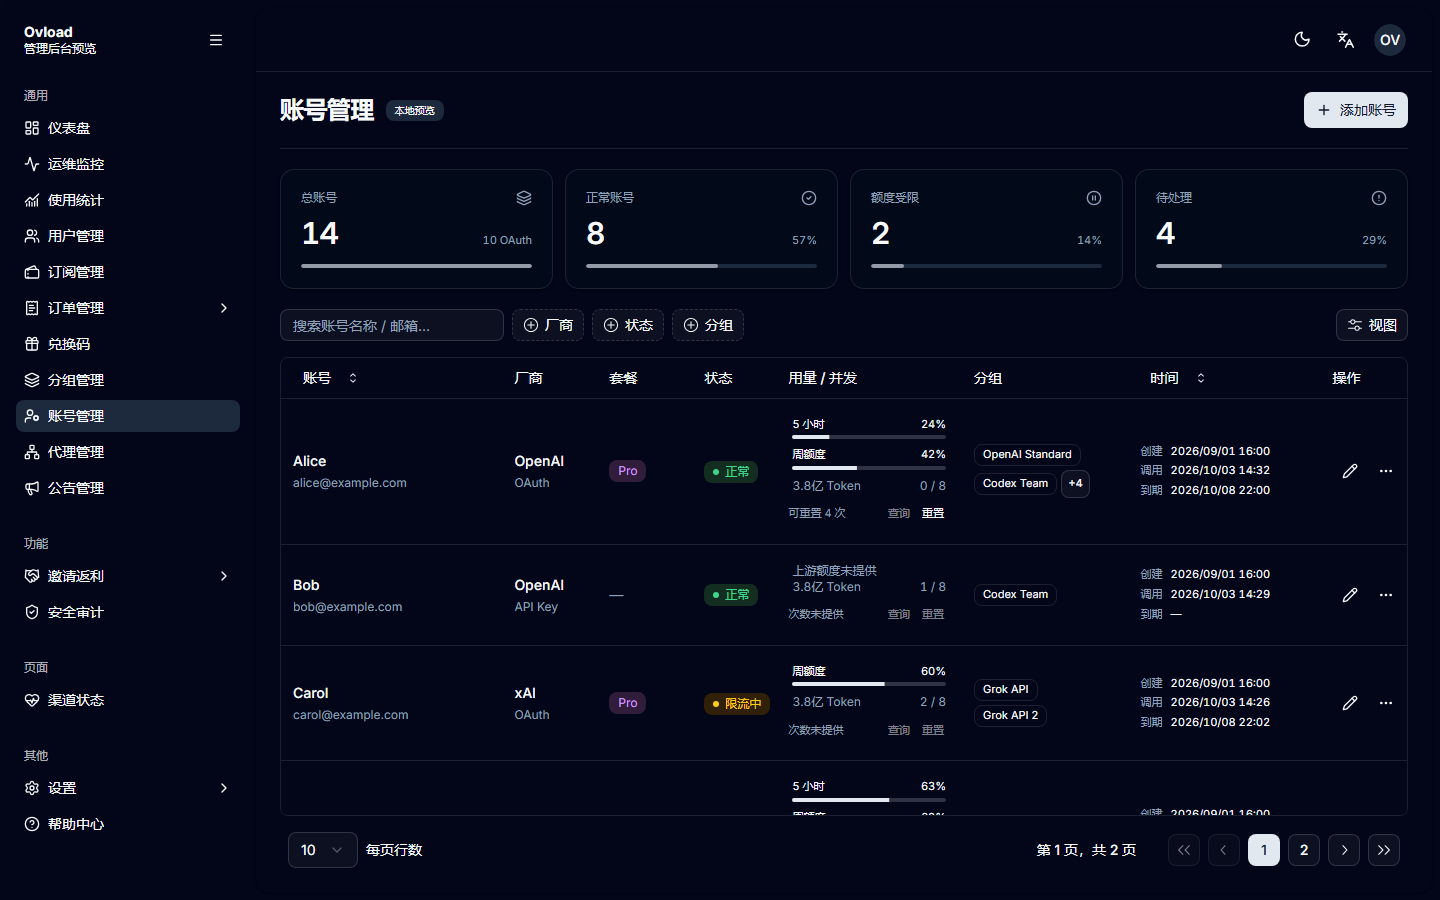 Ovload
管理后台预览
OV
通用
仪表盘
运维监控
使用统计
用户管理
订阅管理
订单管理
兑换码
分组管理
账号管理
代理管理
公告管理
功能
邀请返利
安全审计
页面
渠道状态
其他
设置
帮助中心
账号管理 本地预览
添加账号
总账号
14
10 OAuth
正常账号
8
57%
额度受限
2
14%
待处理
4
29%
搜索账号名称 / 邮箱...
厂商
状态
分组
视图
账号 厂商 套餐 状态 用量 / 并发 分组 时间 操作
Alice
alice@example.com
OpenAI
OAuth
Pro
正常
5 小时 24%
周额度 42%
3.8亿 Token 0 / 8
可重置 4 次 查询 重置
OpenAI Standard
Codex Team +4
创建 2026/09/01 16:00
调用 2026/10/03 14:32
到期 2026/10/08 22:00
Bob
bob@example.com
OpenAI
API Key
—
正常
上游额度未提供
3.8亿 Token 1 / 8
次数未提供 查询 重置
Codex Team
创建 2026/09/01 16:00
调用 2026/10/03 14:29
到期 —
Carol
carol@example.com
xAI
OAuth
Pro
限流中
周额度 60%
3.8亿 Token 2 / 8
次数未提供 查询 重置
Grok API
Grok API 2
创建 2026/09/01 16:00
调用 2026/10/03 14:26
到期 2026/10/08 22:02
5 小时 63%
周额度
创建 2026/09/01 16:00
10 每页行数
第 1 页，共 2 页
1 2